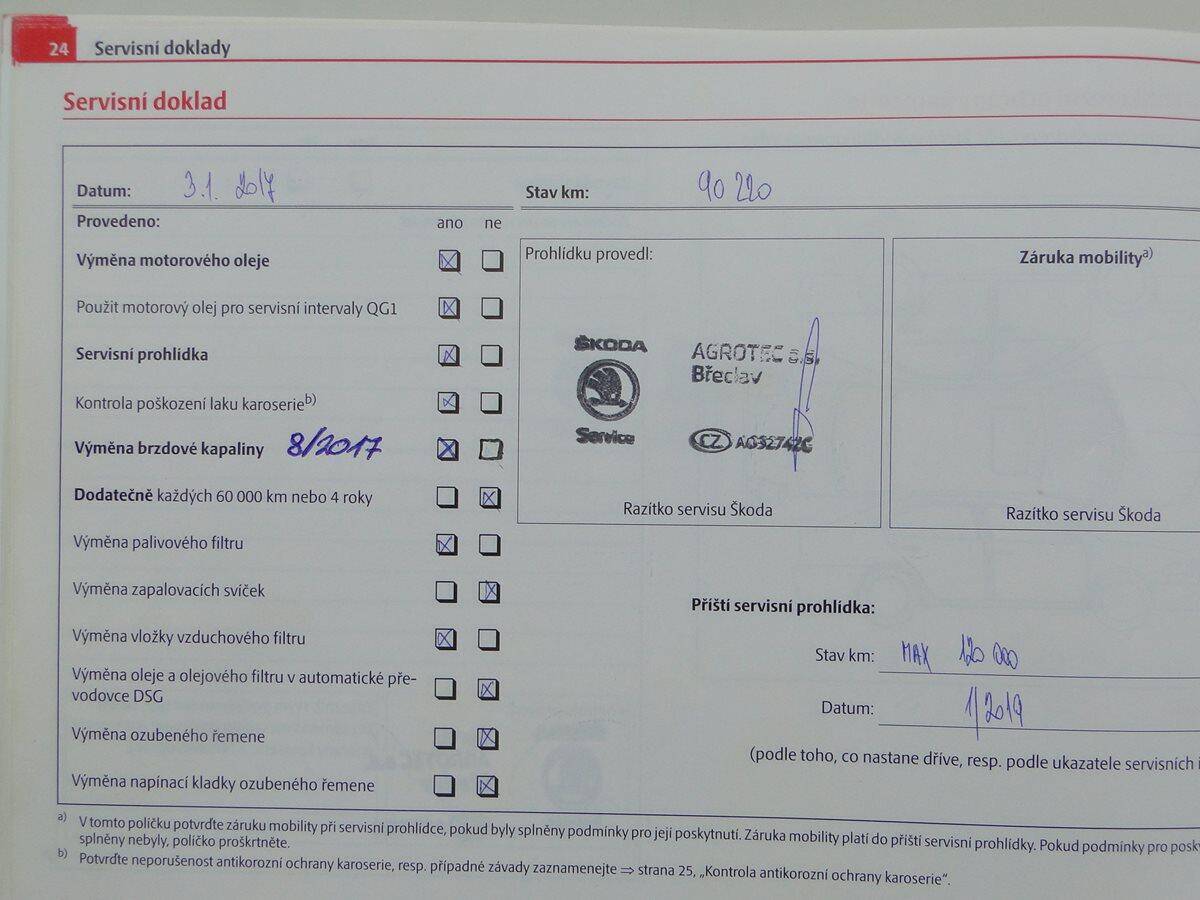 24 Servisní doklady
Servisní doklad
Datum: 3.1. 2017 Stav km: 90 220
Provedeno: ano ne
Výměna motorového oleje
Použit motorový olej pro servisní intervaly QG1
Servisní prohlídka
Kontrola poškození laku karoserie b)
Výměna brzdové kapaliny 8/2017
Dodatečně každých 60 000 km nebo 4 roky
Výměna palivového filtru
Výměna zapalovacích svíček
Výměna vložky vzduchového filtru
Výměna oleje a olejového filtru v automatické pře-
vodovce DSG
Výměna ozubeného řemene
Výměna napínací kladky ozubeného řemene
Prohlídku provedl:
ŠKODA
Service
AGROTEC a.s.
Břeclav
CZ AOS2742C
Razítko servisu Škoda
Záruka mobility a)
Razítko servisu Škoda
Příští servisní prohlídka:
Stav km: MAX 120 000
Datum: 1/2019
(podle toho, co nastane dříve, resp. podle ukazatele servisních i
a) V tomto políčku potvrďte záruku mobility při servisní prohlídce, pokud byly splněny podmínky pro její poskytnutí. Záruka mobility platí do příští servisní prohlídky. Pokud podmínky pro posky
splněny nebyly, políčko proškrtněte.
b) Potvrďte neporušenost antikorozní ochrany karoserie, resp. případné závady zaznamenejte ⇒ strana 25, „Kontrola antikorozní ochrany karoserie“.